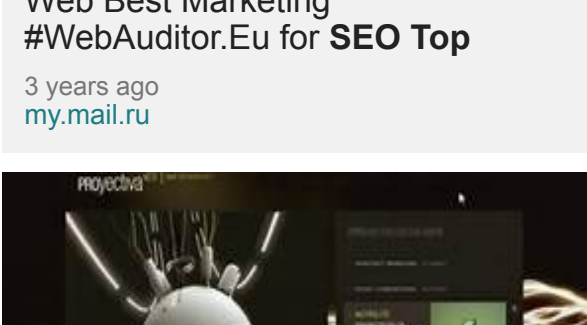 Web Best Marketing
#WebAuditor.Eu for SEO Top
3 years ago
my.mail.ru
PROyectiva